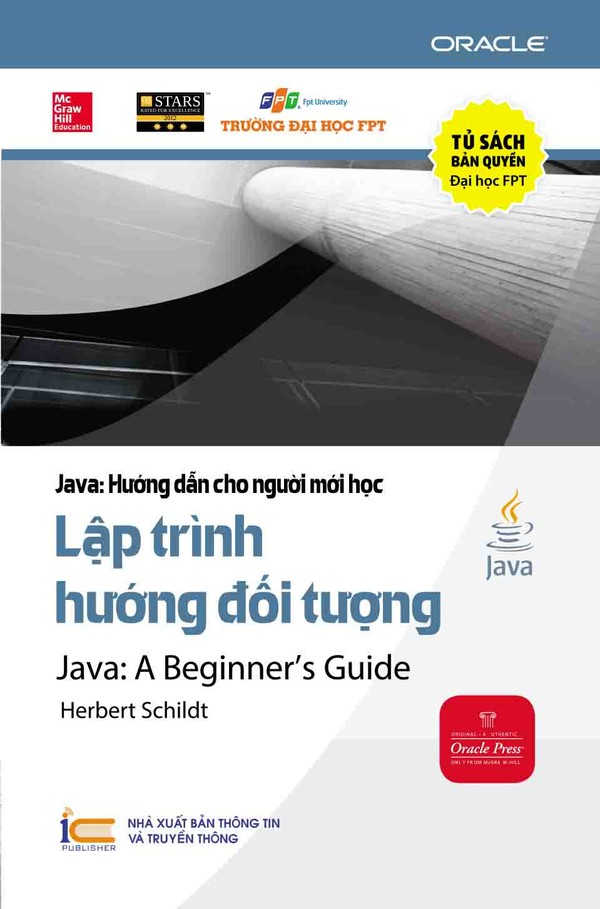 ORACLE
Mc
Graw
Hill
Education
QS STARS
RATED FOR EXCELLENCE
2012
FPT Fpt University
TRƯỜNG ĐẠI HỌC FPT
TỦ SÁCH
BẢN QUYỀN
Đại học FPT
Java: Hướng dẫn cho người mới học
Lập trình
hướng đối tượng
Java
Java: A Beginner's Guide
Herbert Schildt
ORIGINAL • AUTHENTIC
Oracle Press
ONLY FROM
iC PUBLISHER
NHÀ XUẤT BẢN THÔNG TIN
VÀ TRUYỀN THÔNG